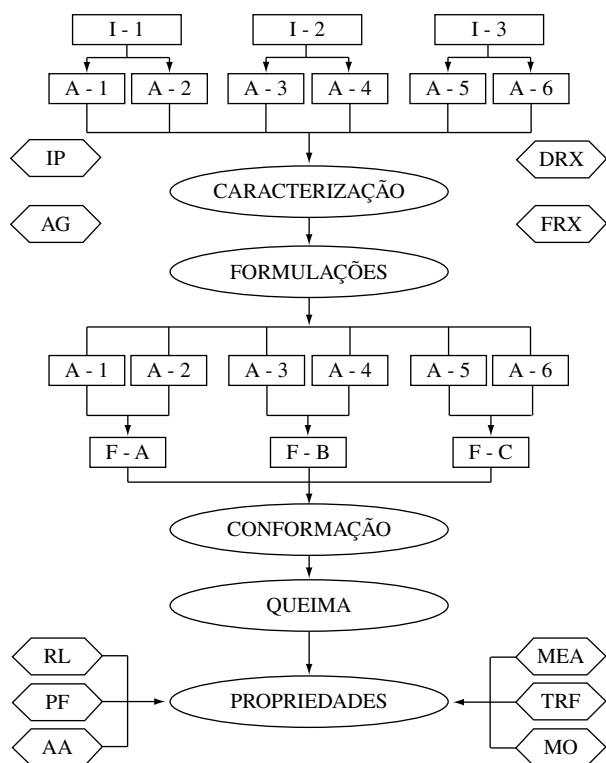 I - 1 I - 2 I - 3
A - 1 A - 2 A - 3 A - 4 A - 5 A - 6
IP DRX
CARACTERIZAÇÃO
AG FRX
FORMULAÇÕES
A - 1 A - 2 A - 3 A - 4 A - 5 A - 6
F - A F - B F - C
CONFORMAÇÃO
QUEIMA
RL MEA
PF PROPRIEDADES TRF
AA MO